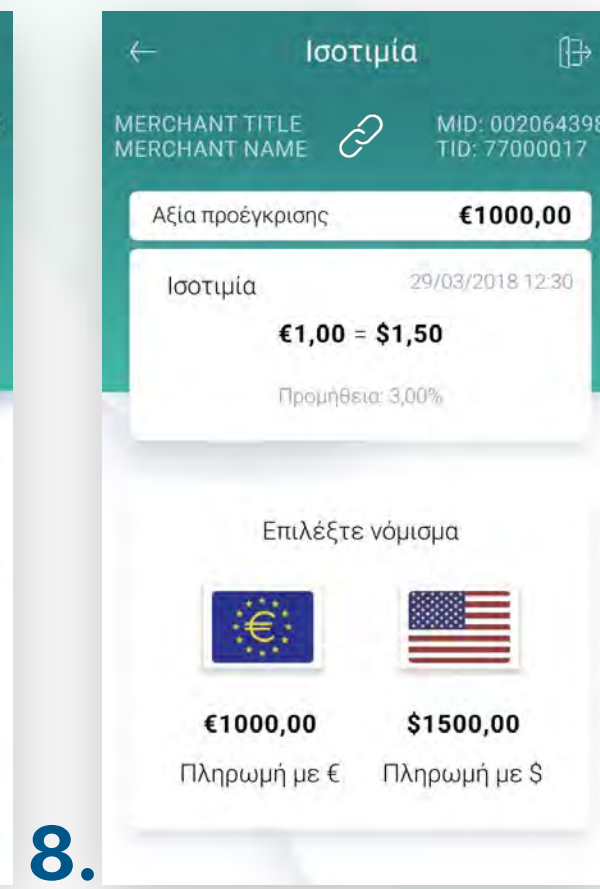 Ισοτιμία
MERCHANT TITLE
MERCHANT NAME
MID: 002064398
TID: 77000017
Αξία προέγκρισης €1000,00
Ισοτιμία 29/03/2018 12:30
€1,00 = $1,50
Προμήθεια: 3,00%
Επιλέξτε νόμισμα
€
€1000,00 $1500,00
Πληρωμή με € Πληρωμή με $
8.